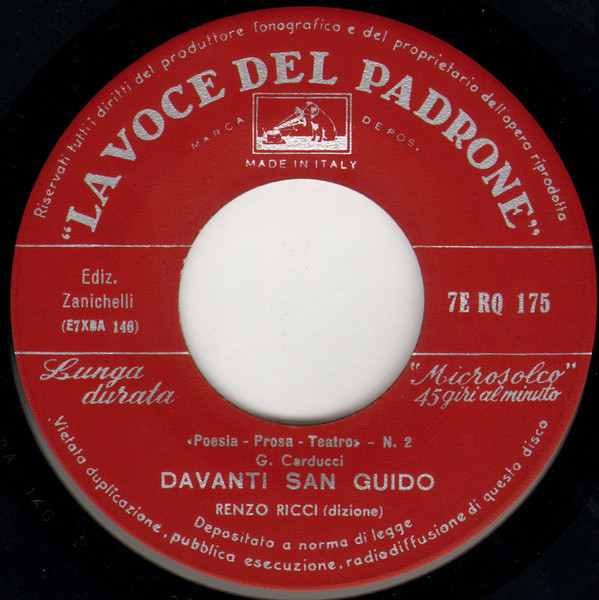 Riservati tutti i diritti del produttore fonografico e del proprietario dell'opera riprodotta
"LA VOCE DEL PADRONE"
MARCA DEPOS.
MADE IN ITALY
Ediz.
Zanichelli
(E7XBA 146)
7E RQ 175
Lunga
durata
"Microsolco"
45 giri al minuto
«Poesia - Prosa - Teatro» - N. 2
G. Carducci
DAVANTI SAN GUIDO
RENZO RICCI (dizione)
Depositato a norma di legge
Vietata duplicazione, pubblica esecuzione, radiodiffusione di questo disco